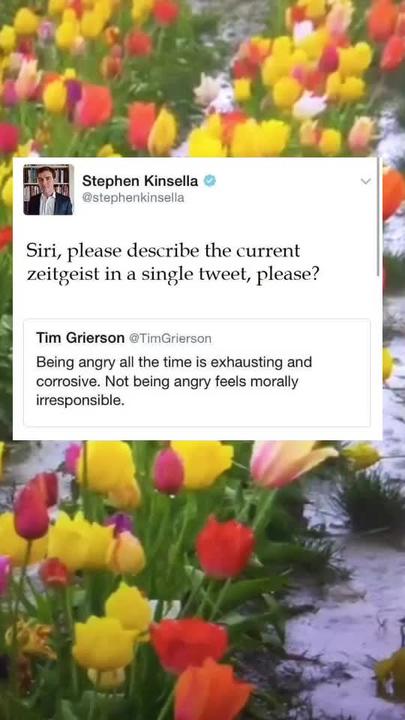 Stephen Kinsella
@stephenkinsella
Siri, please describe the current
zeitgeist in a single tweet, please?
Tim Grierson @TimGrierson
Being angry all the time is exhausting and
corrosive. Not being angry feels morally
irresponsible.